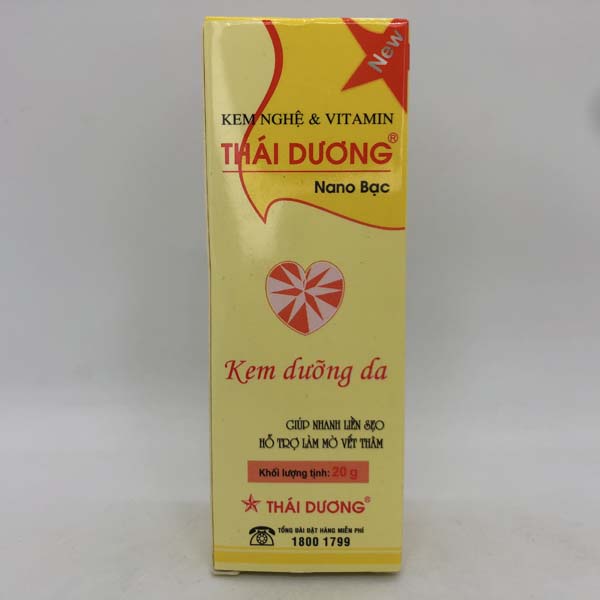 New
KEM NGHỆ & VITAMIN
THÁI DƯƠNG®
Nano Bạc
Kem dưỡng da
GIÚP NHANH LIỀN SẸO
HỖ TRỢ LÀM MỜ VẾT THÂM
Khối lượng tịnh: 20 g
THÁI DƯƠNG®
TỔNG ĐÀI ĐẶT HÀNG MIỄN PHÍ
1800 1799